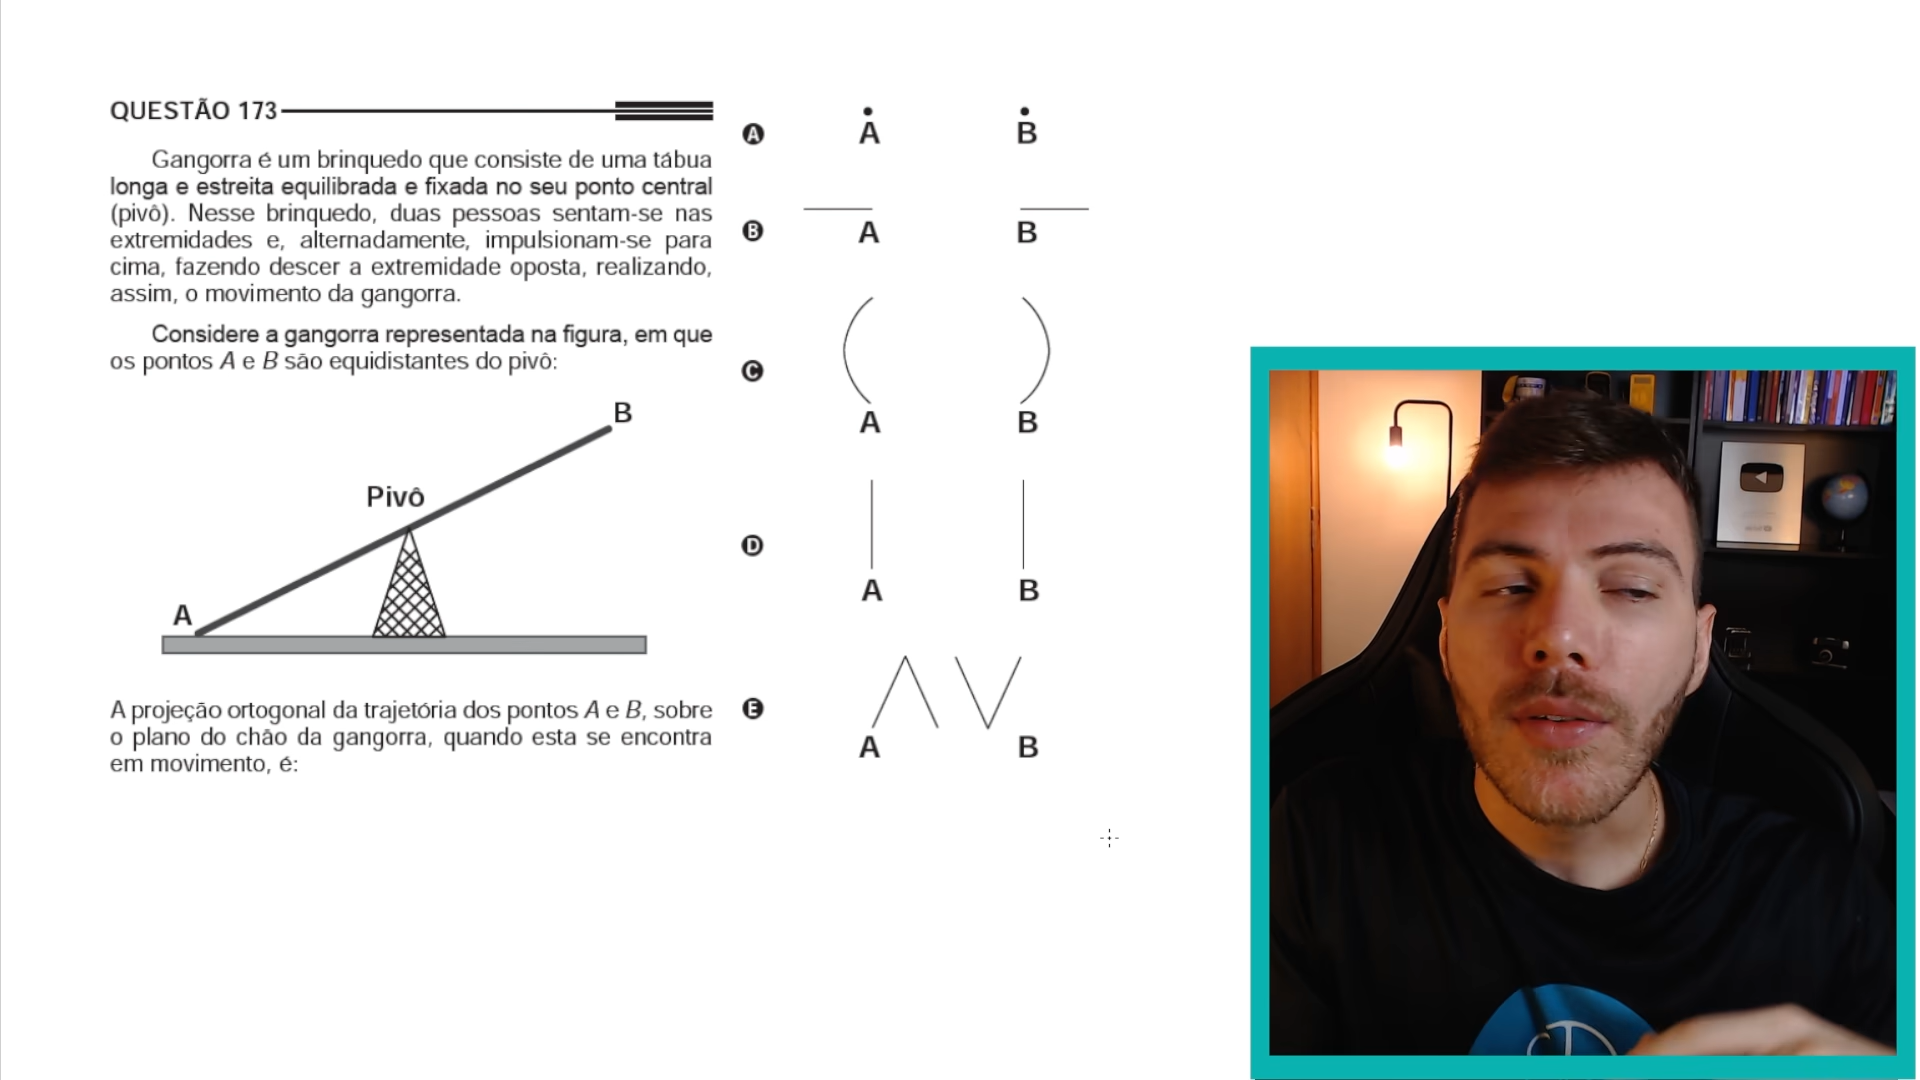 QUESTÃO 173
Gangorra é um brinquedo que consiste de uma tábua
longa e estreita equilibrada e fixada no seu ponto central
(pivô). Nesse brinquedo, duas pessoas sentam-se nas
extremidades e, alternadamente, impulsionam-se para
cima, fazendo descer a extremidade oposta, realizando,
assim, o movimento da gangorra.
Considere a gangorra representada na figura, em que
os pontos A e B são equidistantes do pivô:
B
Pivô
A
A projeção ortogonal da trajetória dos pontos A e B, sobre
o plano do chão da gangorra, quando esta se encontra
em movimento, é:
A
A B
B
A B
C
A B
D
A B
E
A B